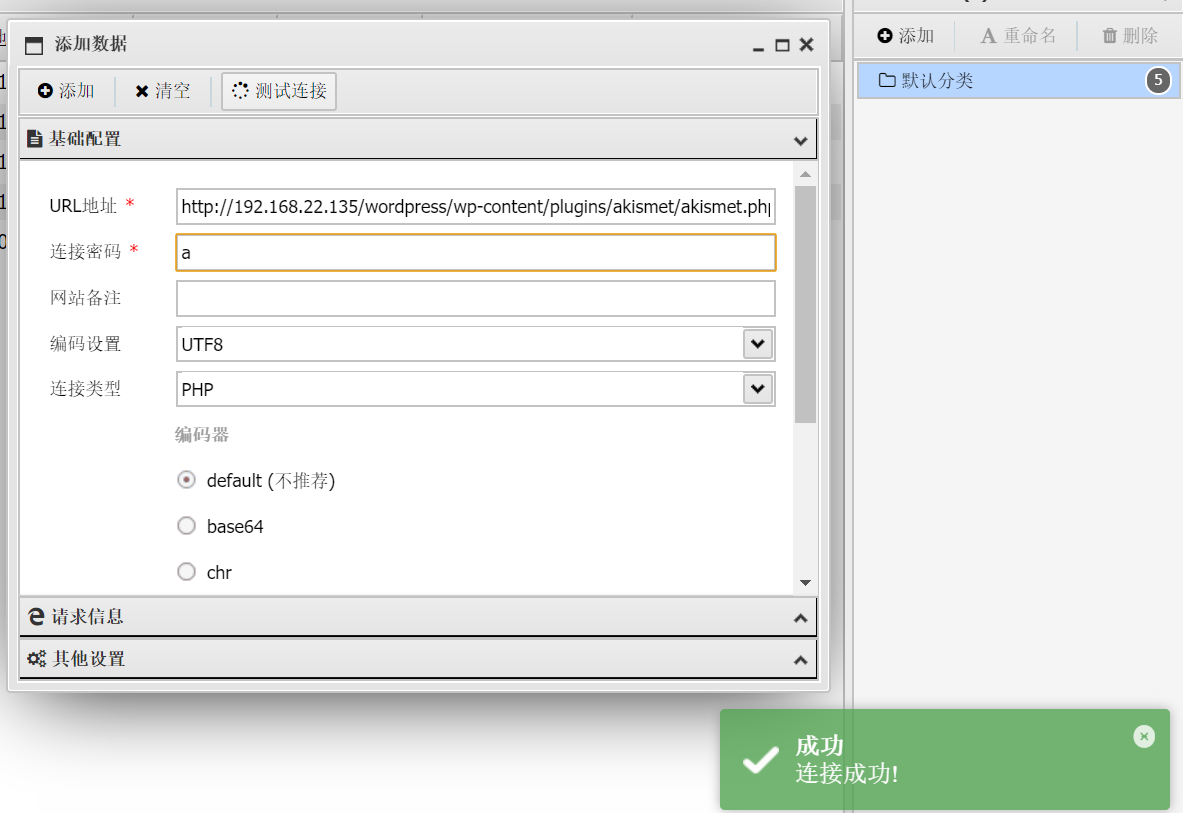 添加数据
添加 清空 测试连接
基础配置
URL地址 * http://192.168.22.135/wordpress/wp-content/plugins/akismet/akismet.php
连接密码 * a
网站备注
编码设置 UTF8
连接类型 PHP
编码器
default (不推荐)
base64
chr
请求信息
其他设置
添加 重命名 删除
默认分类 5
成功
连接成功!